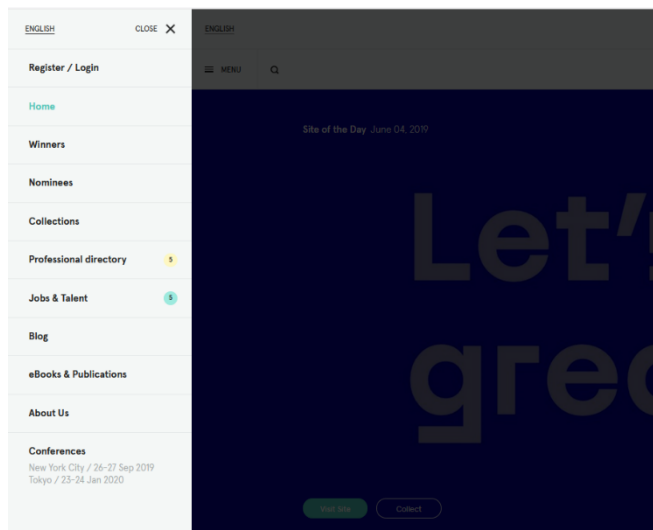 ENGLISH
CLOSE
Register / Login
Home
Winners
Nominees
Collections
Professional directory 5
Jobs & Talent 5
Blog
eBooks & Publications
About Us
Conferences
New York City / 26-27 Sep 2019
Tokyo / 23-24 Jan 2020
ENGLISH
MENU
Site of the Day June 04, 2019
Let's
grea
Visit Site
Collect